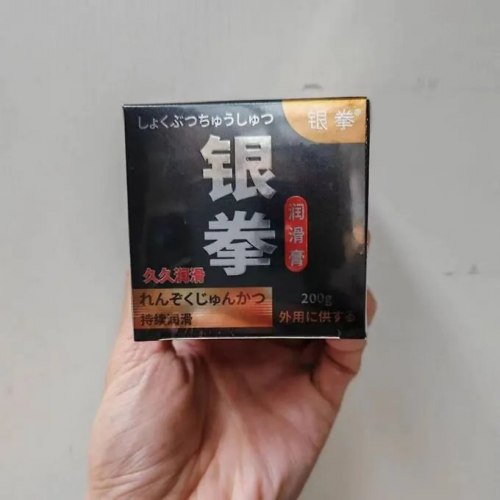 しょくぶつちゅうしゅつ
银拳®
银拳
润滑膏
久久润滑
れんぞくじゅんかつ
持续润滑
200g
外用に供する